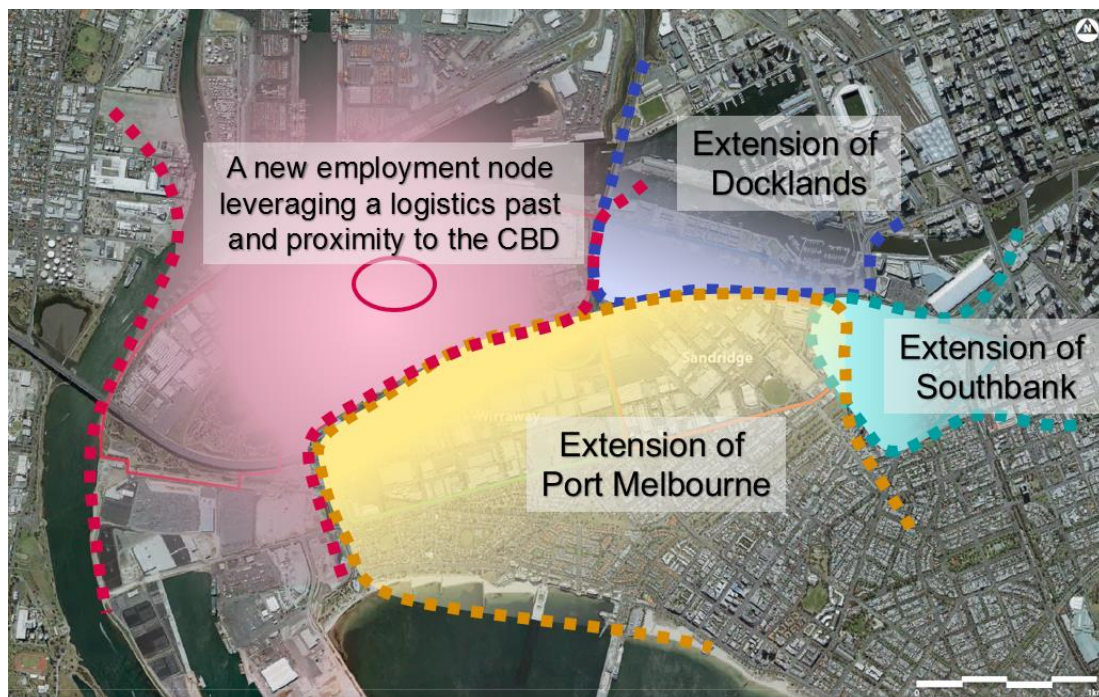 N
Extension of
Docklands
A new employment node
leveraging a logistics past
and proximity to the CBD
Sandridge
Extension of
Southbank
Wirraway
Extension of
Port Melbourne
0